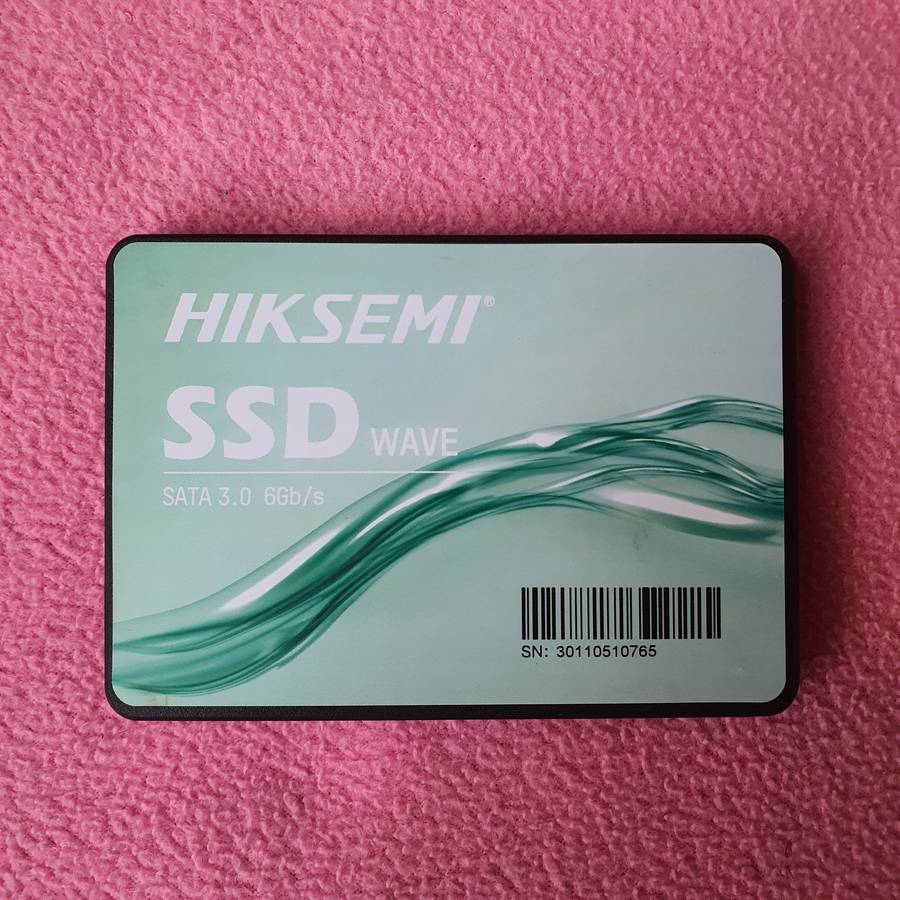 HIKSEMI®
SSD WAVE
SATA 3.0 6Gb/s
SN: 30110510765